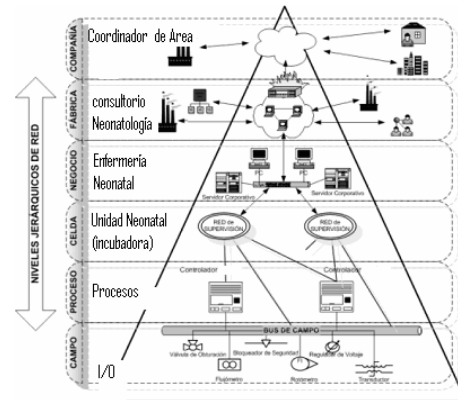 NIVELES JERÁRQUICOS DE RED
COMPAÑÍA
Coordinador de Area
FÁBRICA
consultorio
Neonatología
NEGOCIO
Enfermería
Neonatal
PC
PC
Servidor Corporativo
Servidor Corporativo
CELDA
Unidad Neonatal
(incubadora)
RED de
SUPERVISIÓN
RED de
SUPERVISIÓN
PROCESO
Procesos
Controlador
Controlador
CAMPO
I/O
BUS DE CAMPO
Válvula de Obturación
Bloqueador de Seguridad
Regulador de Voltaje
Flujómetro
Rotámetro
Transductor